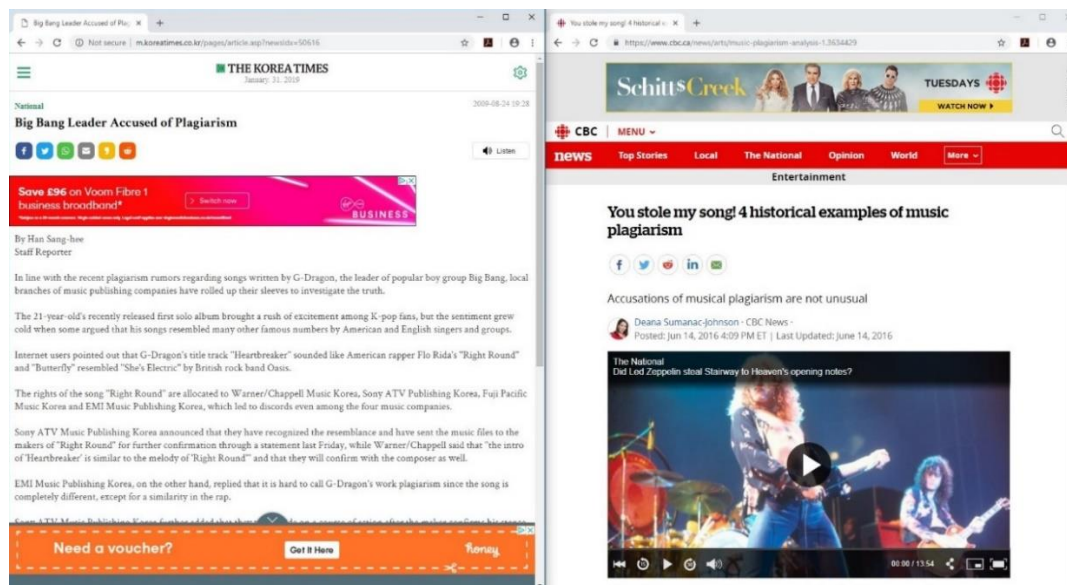 Big Bang Leader Accused of Plag
Not secure | m.koreatimes.co.kr/pages/article.asp?newsidx=50616
THE KOREA TIMES
January, 31, 2019
National
2009-08-24 19:28
Big Bang Leader Accused of Plagiarism
Listen
Save £96 on Voom Fibre 1
business broadband*
> Switch now
BUSINESS
By Han Sang-hee
Staff Reporter
In line with the recent plagiarism rumors regarding songs written by G-Dragon, the leader of popular boy group Big Bang, local
branches of music publishing companies have rolled up their sleeves to investigate the truth.
The 21-year-old's recently released first solo album brought a rush of excitement among K-pop fans, but the sentiment grew
cold when some argued that his songs resembled many other famous numbers by American and English singers and groups.
Internet users pointed out that G-Dragon's title track "Heartbreaker" sounded like American rapper Flo Rida's "Right Round"
and "Butterfly" resembled "She's Electric" by British rock band Oasis.
The rights of the song "Right Round" are allocated to Warner/Chappell Music Korea, Sony ATV Publishing Korea, Fuji Pacific
Music Korea and EMI Music Publishing Korea, which led to discords even among the four music companies.
Sony ATV Music Publishing Korea announced that they have recognized the resemblance and have sent the music files to the
makers of "Right Round" for further confirmation through a statement last Friday, while Warner/Chappell said that "the intro
of 'Heartbreaker' is similar to the melody of 'Right Round'" and that they will confirm with the composer as well.
EMI Music Publishing Korea, on the other hand, replied that it is hard to call G-Dragon's work plagiarism since the song is
completely different, except for a similarity in the rap.
Need a voucher?
Get It Here
honey
You stole my song! 4 historical e
https://www.cbc.ca/news/arts/music-plagiarism-analysis-1.3634429
Schitt$ Creek
TUESDAYS
WATCH NOW
CBC
MENU
news
Top Stories Local The National Opinion World More
Entertainment
You stole my song! 4 historical examples of music
plagiarism
Accusations of musical plagiarism are not unusual
Deana Sumanac-Johnson · CBC News ·
Posted: Jun 14, 2016 4:09 PM ET | Last Updated: June 14, 2016
The National
Did Led Zeppelin steal Stairway to Heaven's opening notes?
00:00 / 13:54